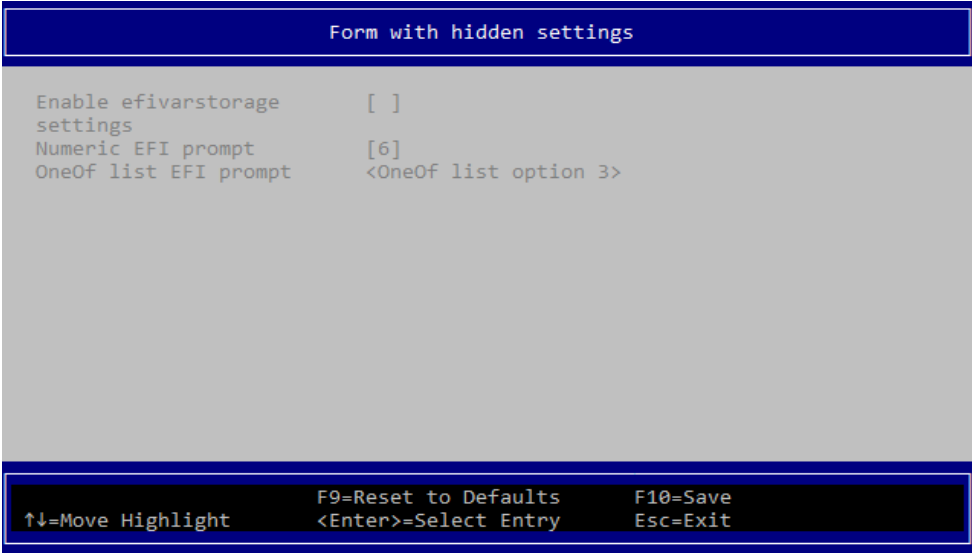 Form with hidden settings
Enable efivarstorage settings [ ]
Numeric EFI prompt [6]
OneOf list EFI prompt <OneOf list option 3>
F9=Reset to Defaults F10=Save
↑↓=Move Highlight <Enter>=Select Entry Esc=Exit